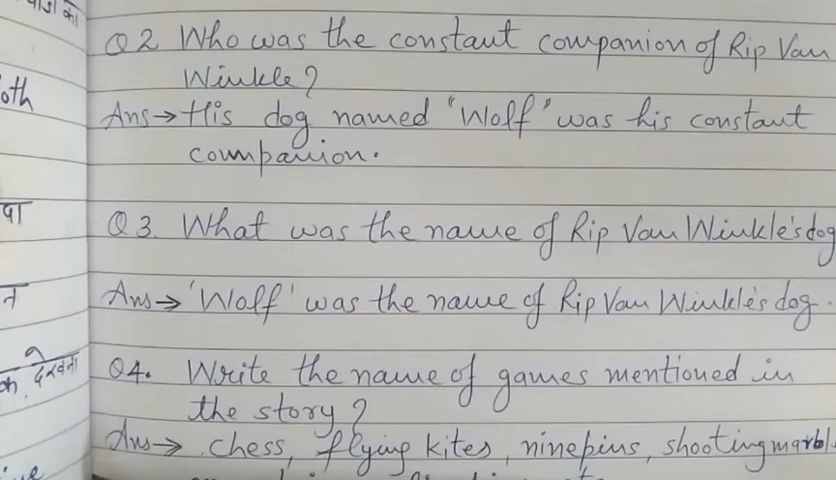 oth
पा
न
देखना
Q2 Who was the constant companion of Rip Van
Winkle?
Ans→ His dog named "Wolf" was his constant
companion.
Q3. What was the name of Rip Van Winkle's dog
Ans→ 'Wolf' was the name of Rip Van Winkle's dog.
Q4. Write the name of games mentioned in
the story?
Ans→ chess, flying kites, ninepins, shooting marbl